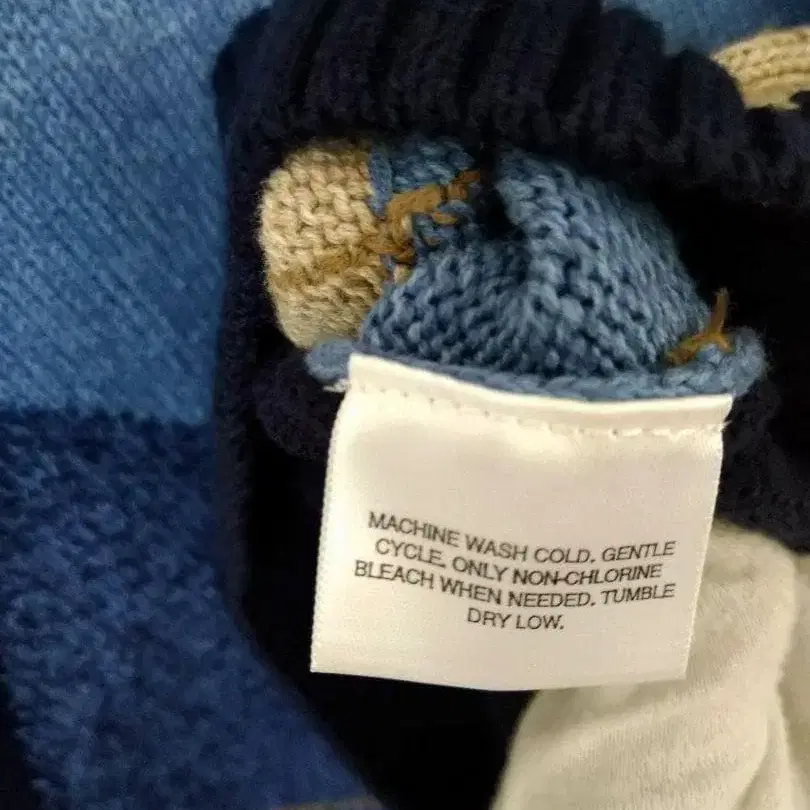 MACHINE WASH COLD. GENTLE
CYCLE. ONLY NON-CHLORINE
BLEACH WHEN NEEDED. TUMBLE
DRY LOW.